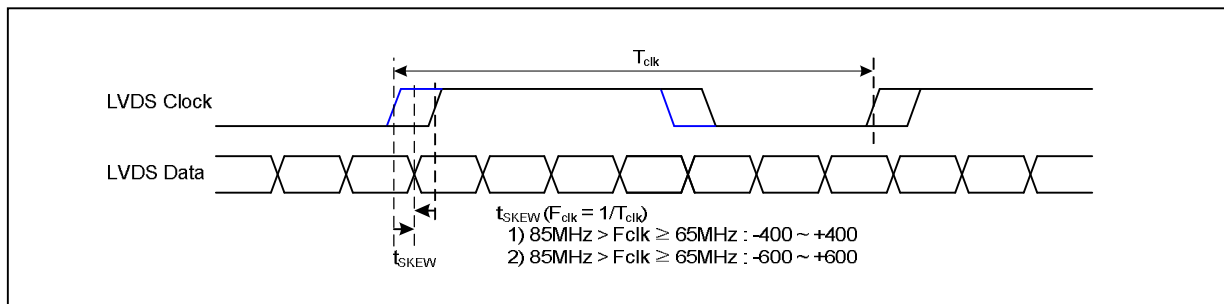 Tclk
LVDS Clock
LVDS Data
tSKEW (Fclk = 1/Tclk)
1) 85MHz > Fclk ≥ 65MHz : -400 ~ +400
2) 85MHz > Fclk ≥ 65MHz : -600 ~ +600
tSKEW